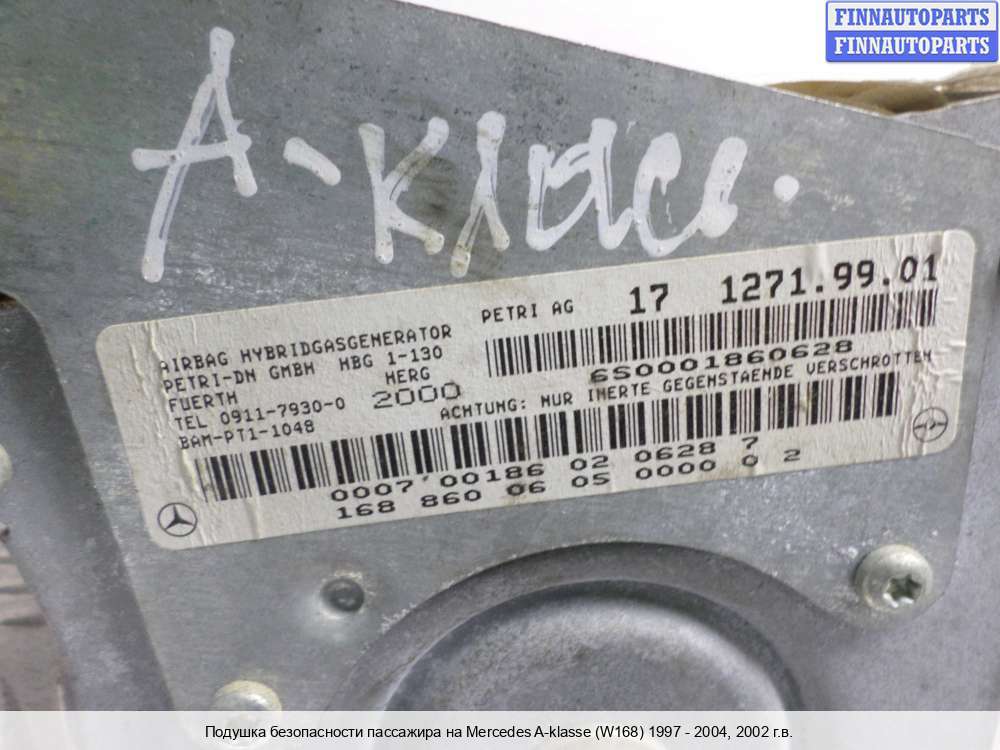 FINNAUTOPARTS
FINNAUTOPARTS
A-klacc.
PETRI AG 17 1271.99.01
AIRBAG HYBRIDGASGENERATOR
PETRI-DN GMBH HBG 1-130
FUERTH HERG
TEL 0911-7930-0 2000
BAM-PT1-1048
6S0001860628
ACHTUNG: NUR INERTE GEGENSTAENDE VERSCHROTTEN
0007 00186 02 0628 7
168 860 06 05 0000 0 2
Подушка безопасности пассажира на Mercedes A-klasse (W168) 1997 - 2004, 2002 г.в.